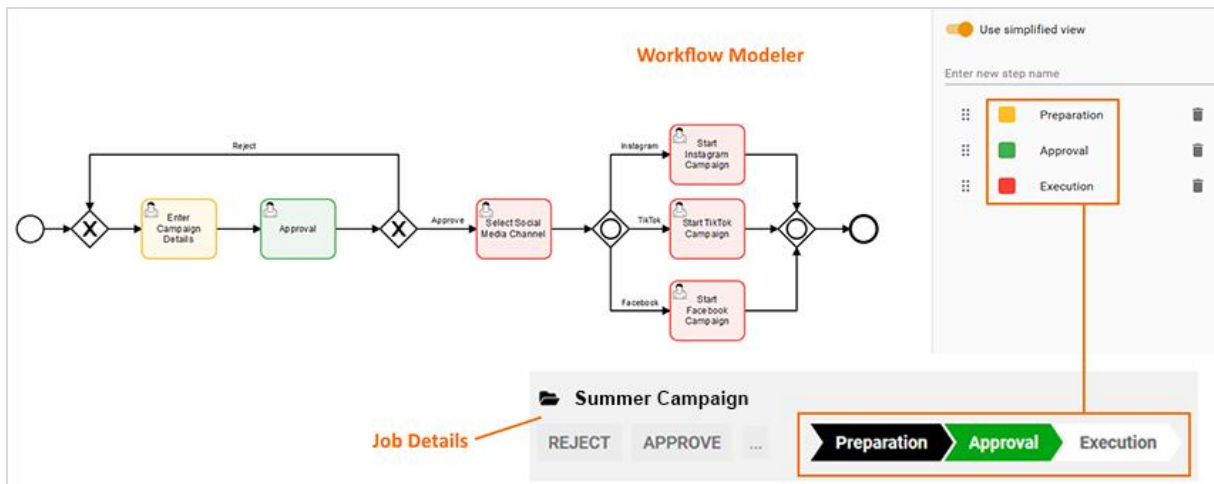 Workflow Modeler
Use simplified view
Enter new step name
Preparation
Approval
Execution
Reject
Enter
Campaign
Details
Approval
Approve
Select Social
Media Channel
Instagram
Start
Instagram
Campaign
TikTok
Start TikTok
Campaign
Facebook
Start
Facebook
Campaign
X
X
Job Details
Summer Campaign
REJECT
APPROVE
...
Preparation
Approval
Execution